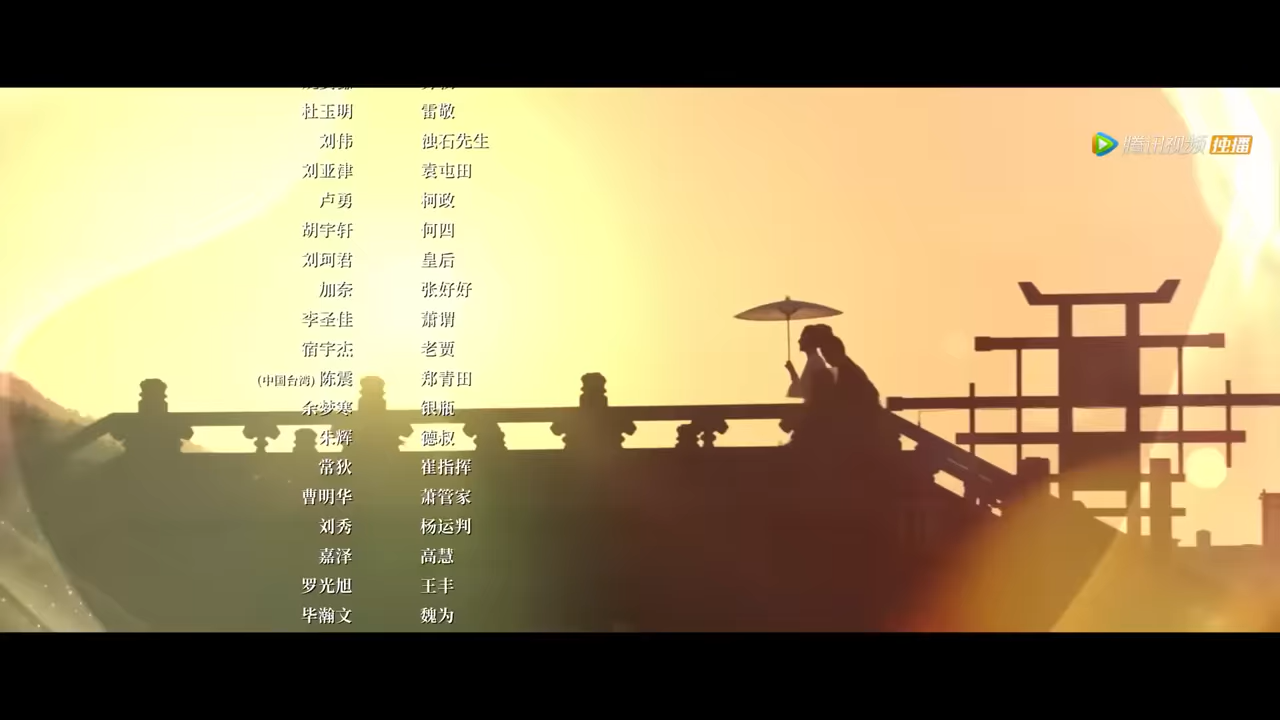 杜玉明 雷敬
腾讯视频 独播
刘伟 浊石先生
刘亚津 袁屯田
卢勇 柯政
胡宇轩 何四
刘珂君 皇后
加奈 张好好
李圣佳 萧谓
宿宇杰 老贾
(中国台湾) 陈震 郑青田
余梦寒 银瓶
朱辉 德叔
常狄 崔指挥
曹明华 萧管家
刘秀 杨运判
嘉泽 高慧
罗光旭 王丰
毕瀚文 魏为